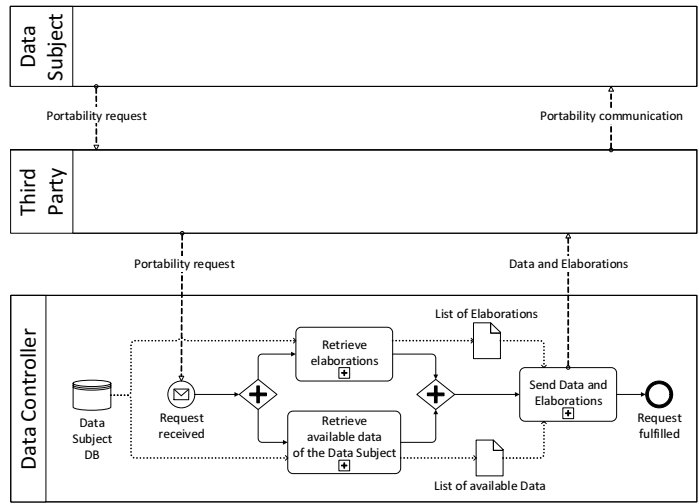 Data
Subject
Portability request
Portability communication
Third
Party
Portability request
Data and Elaborations
Data Controller
List of Elaborations
Retrieve
elaborations
Data
Subject
DB
Request
received
Send Data and
Elaborations
Request
fulfilled
Retrieve
available data
of the Data Subject
List of available Data